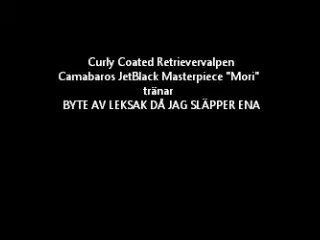 Curly Coated Retrievervalpen
Camabaros JetBlack Masterpiece "Mori"
tränar
BYTE AV LEKSAK DÅ JAG SLÄPPER ENA